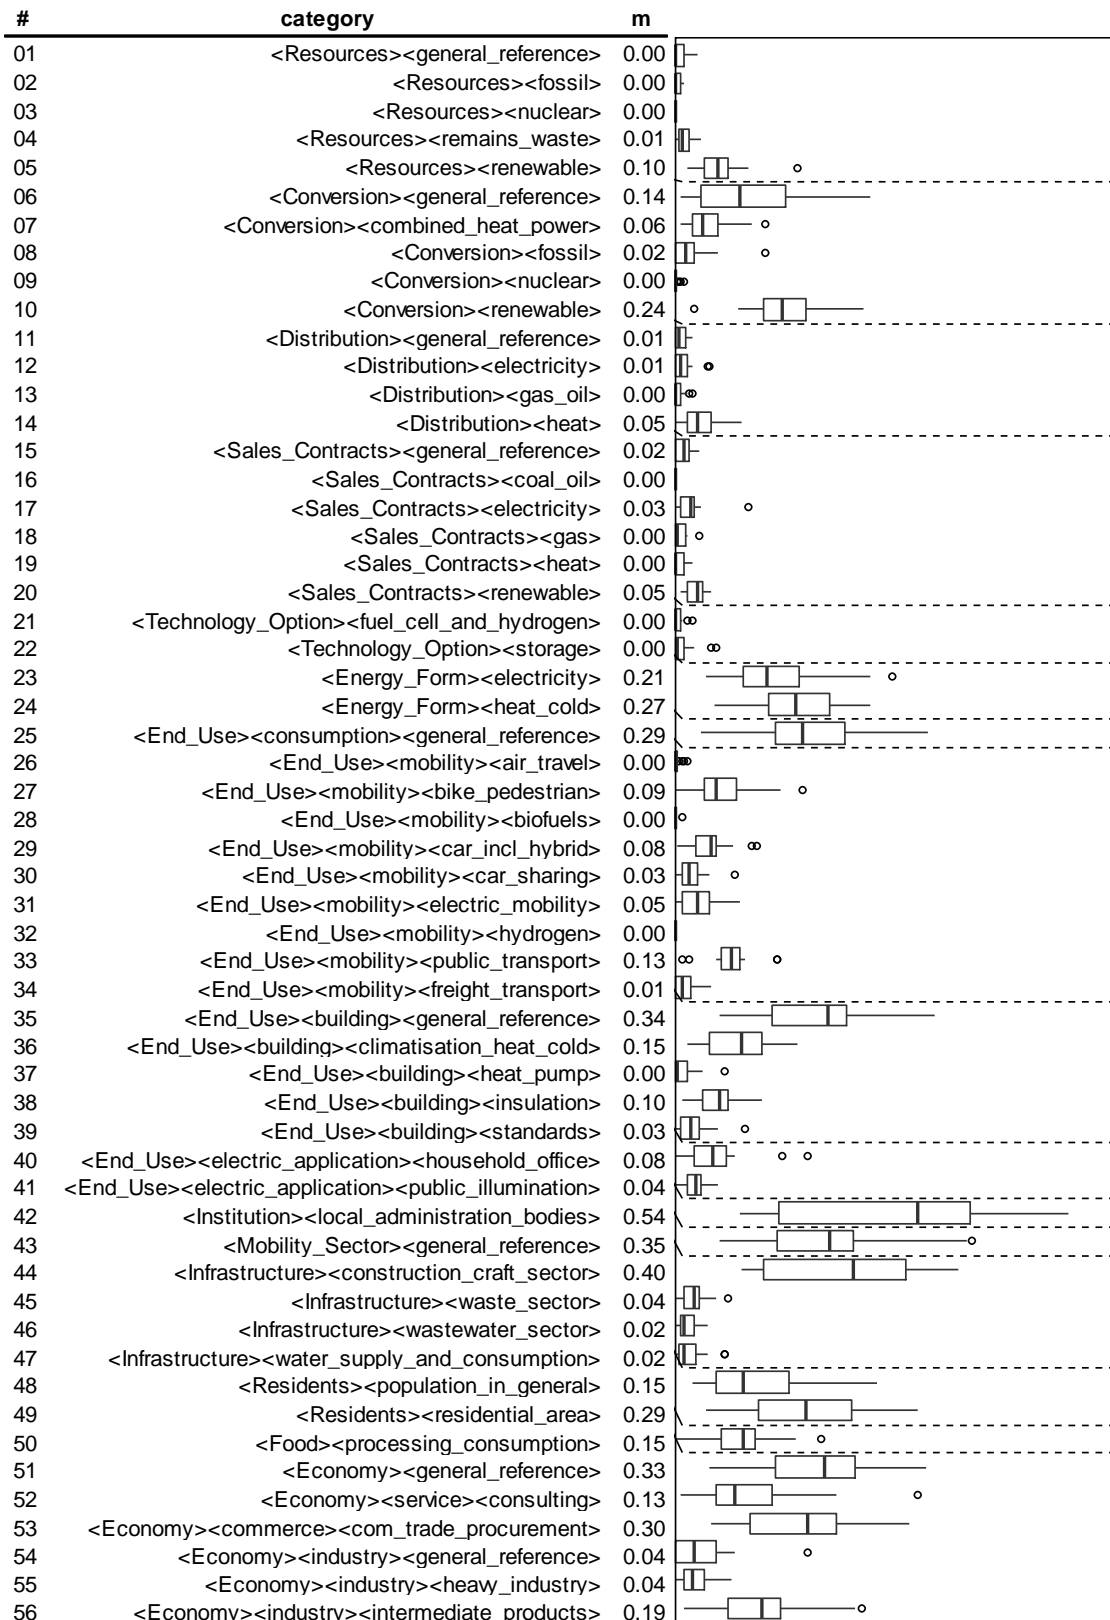 # category m
01 <Resources><general_reference> 0.00
02 <Resources><fossil> 0.00
03 <Resources><nuclear> 0.00
04 <Resources><remains_waste> 0.01
05 <Resources><renewable> 0.10
06 <Conversion><general_reference> 0.14
07 <Conversion><combined_heat_power> 0.06
08 <Conversion><fossil> 0.02
09 <Conversion><nuclear> 0.00
10 <Conversion><renewable> 0.24
11 <Distribution><general_reference> 0.01
12 <Distribution><electricity> 0.01
13 <Distribution><gas_oil> 0.00
14 <Distribution><heat> 0.05
15 <Sales_Contracts><general_reference> 0.02
16 <Sales_Contracts><coal_oil> 0.00
17 <Sales_Contracts><electricity> 0.03
18 <Sales_Contracts><gas> 0.00
19 <Sales_Contracts><heat> 0.00
20 <Sales_Contracts><renewable> 0.05
21 <Technology_Option><fuel_cell_and_hydrogen> 0.00
22 <Technology_Option><storage> 0.00
23 <Energy_Form><electricity> 0.21
24 <Energy_Form><heat_cold> 0.27
25 <End_Use><consumption><general_reference> 0.29
26 <End_Use><mobility><air_travel> 0.00
27 <End_Use><mobility><bike_pedestrian> 0.09
28 <End_Use><mobility><biofuels> 0.00
29 <End_Use><mobility><car_incl_hybrid> 0.08
30 <End_Use><mobility><car_sharing> 0.03
31 <End_Use><mobility><electric_mobility> 0.05
32 <End_Use><mobility><hydrogen> 0.00
33 <End_Use><mobility><public_transport> 0.13
34 <End_Use><mobility><freight_transport> 0.01
35 <End_Use><building><general_reference> 0.34
36 <End_Use><building><climatisation_heat_cold> 0.15
37 <End_Use><building><heat_pump> 0.00
38 <End_Use><building><insulation> 0.10
39 <End_Use><building><standards> 0.03
40 <End_Use><electric_application><household_office> 0.08
41 <End_Use><electric_application><public_illumination> 0.04
42 <Institution><local_administration_bodies> 0.54
43 <Mobility_Sector><general_reference> 0.35
44 <Infrastructure><construction_craft_sector> 0.40
45 <Infrastructure><waste_sector> 0.04
46 <Infrastructure><wastewater_sector> 0.02
47 <Infrastructure><water_supply_and_consumption> 0.02
48 <Residents><population_in_general> 0.15
49 <Residents><residential_area> 0.29
50 <Food><processing_consumption> 0.15
51 <Economy><general_reference> 0.33
52 <Economy><service><consulting> 0.13
53 <Economy><commerce><com_trade_procurement> 0.30
54 <Economy><industry><general_reference> 0.04
55 <Economy><industry><heavy_industry> 0.04
56 <Economy><industry><intermediate_products> 0.19